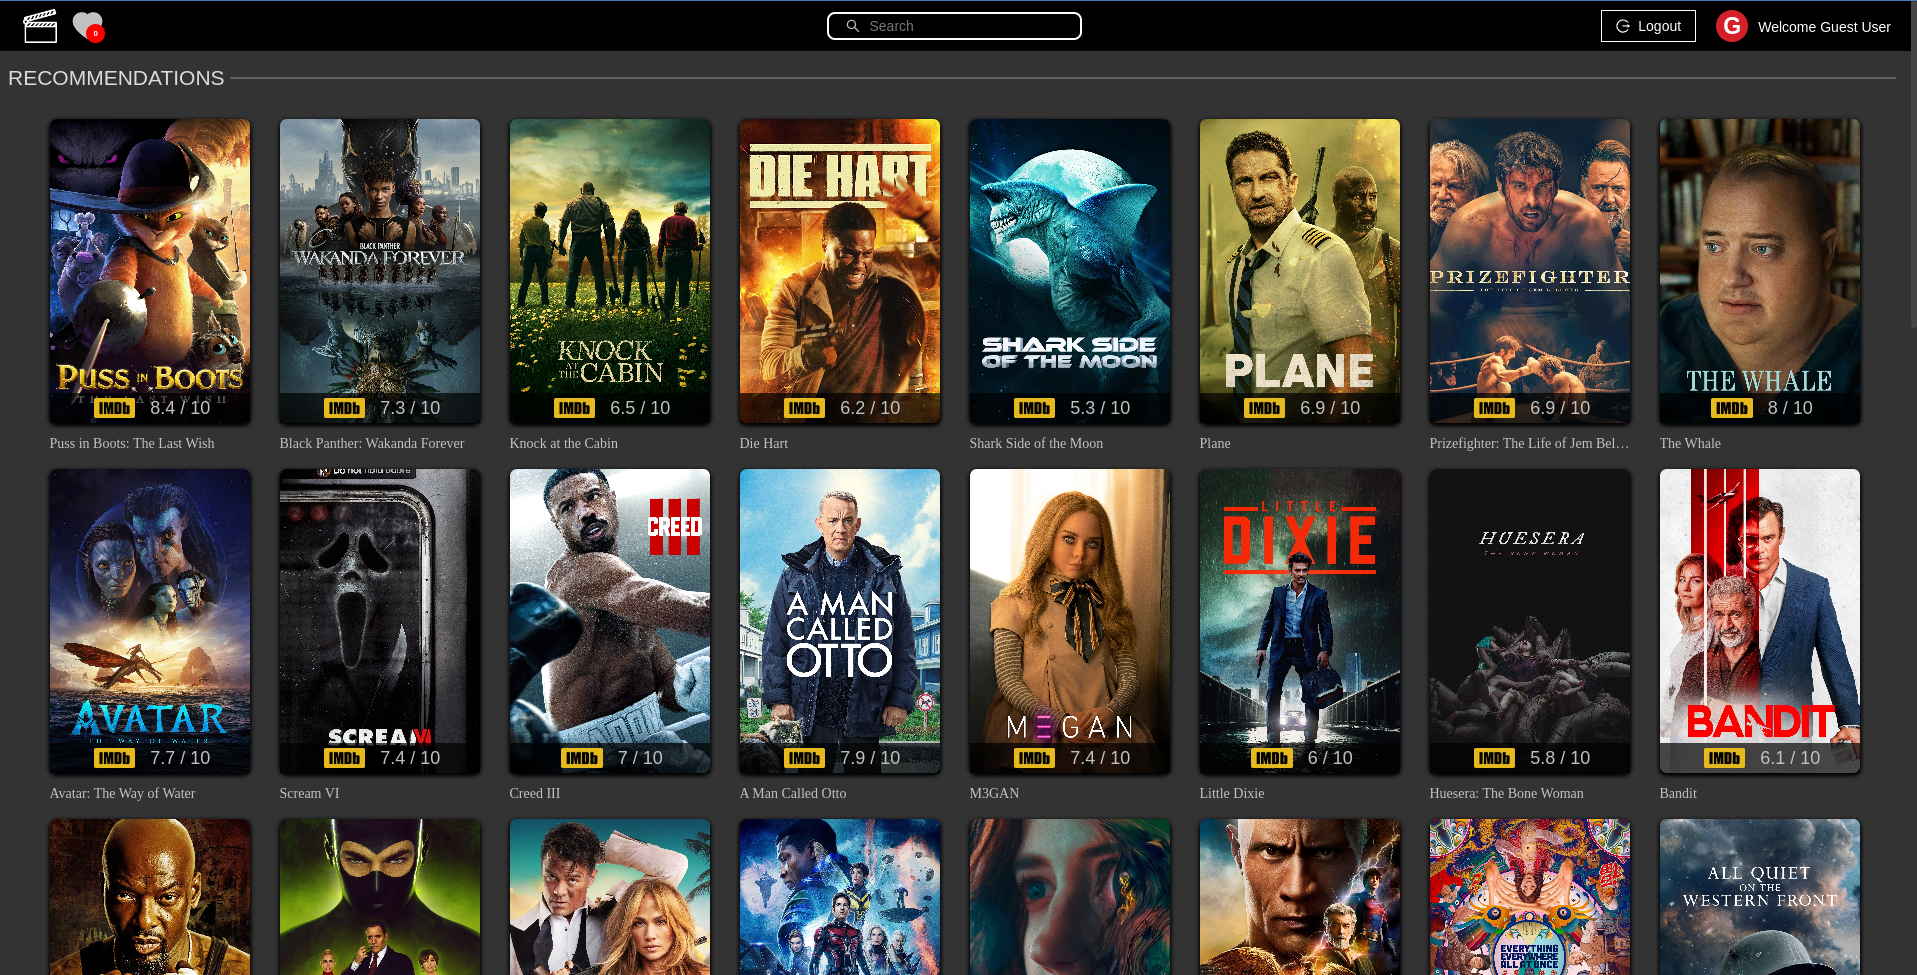 0
Search
Logout
G
Welcome Guest User
RECOMMENDATIONS
PUSS IN BOOTS
THE LAST WISH
IMDb 8.4 / 10
Puss in Boots: The Last Wish
BLACK PANTHER
WAKANDA FOREVER
IMDb 7.3 / 10
Black Panther: Wakanda Forever
KNOCK
AT THE CABIN
IMDb 6.5 / 10
Knock at the Cabin
DIE HART
IMDb 6.2 / 10
Die Hart
SHARK SIDE
OF THE MOON
IMDb 5.3 / 10
Shark Side of the Moon
PLANE
IMDb 6.9 / 10
Plane
PRIZEFIGHTER
IMDb 6.9 / 10
Prizefighter: The Life of Jem Bel...
THE WHALE
IMDb 8 / 10
The Whale
AVATAR
THE WAY OF WATER
IMDb 7.7 / 10
Avatar: The Way of Water
SCREAM VI
IMDb 7.4 / 10
Scream VI
CREED
III
IMDb 7 / 10
Creed III
A MAN
CALLED
OTTO
IMDb 7.9 / 10
A Man Called Otto
M3GAN
IMDb 7.4 / 10
M3GAN
LITTLE
DIXIE
IMDb 6 / 10
Little Dixie
HUESERA
THE BONE WOMAN
IMDb 5.8 / 10
Huesera: The Bone Woman
BANDIT
IMDb 6.1 / 10
Bandit
EVERYTHING
EVERYWHERE
ALL AT ONCE
ALL QUIET
ON THE
WESTERN FRONT